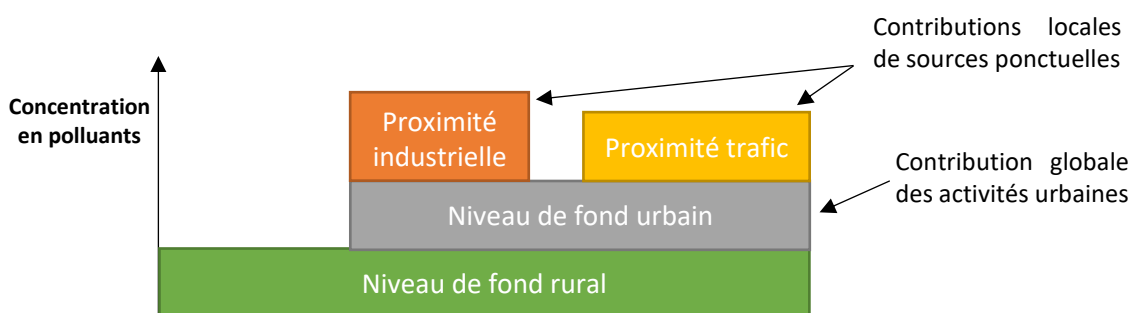 Contributions locales
de sources ponctuelles
Concentration
en polluants
Proximité
industrielle
Proximité trafic
Contribution globale
des activités urbaines
Niveau de fond urbain
Niveau de fond rural